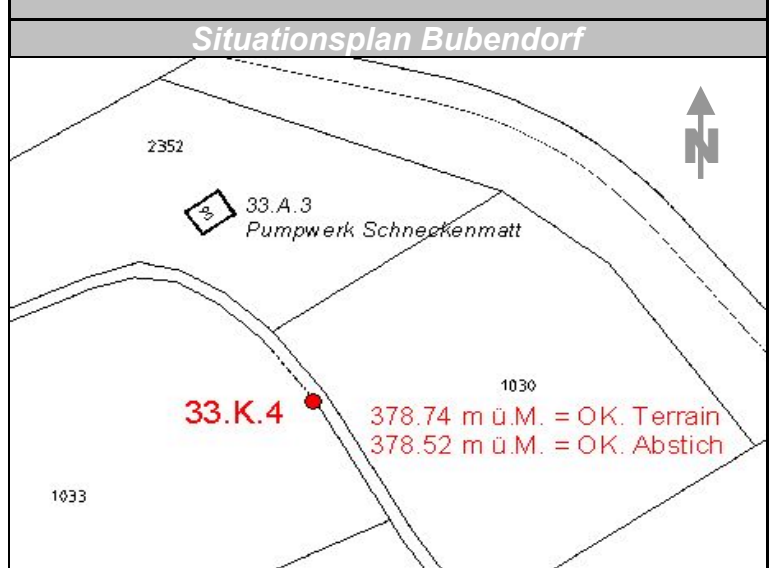 Situationsplan Bubendorf
N
2352
33.A.3
Pumpwerk Schneckenmatt
1030
33.K.4
378.74 m ü.M. = OK. Terrain
378.52 m ü.M. = OK. Abstich
1033